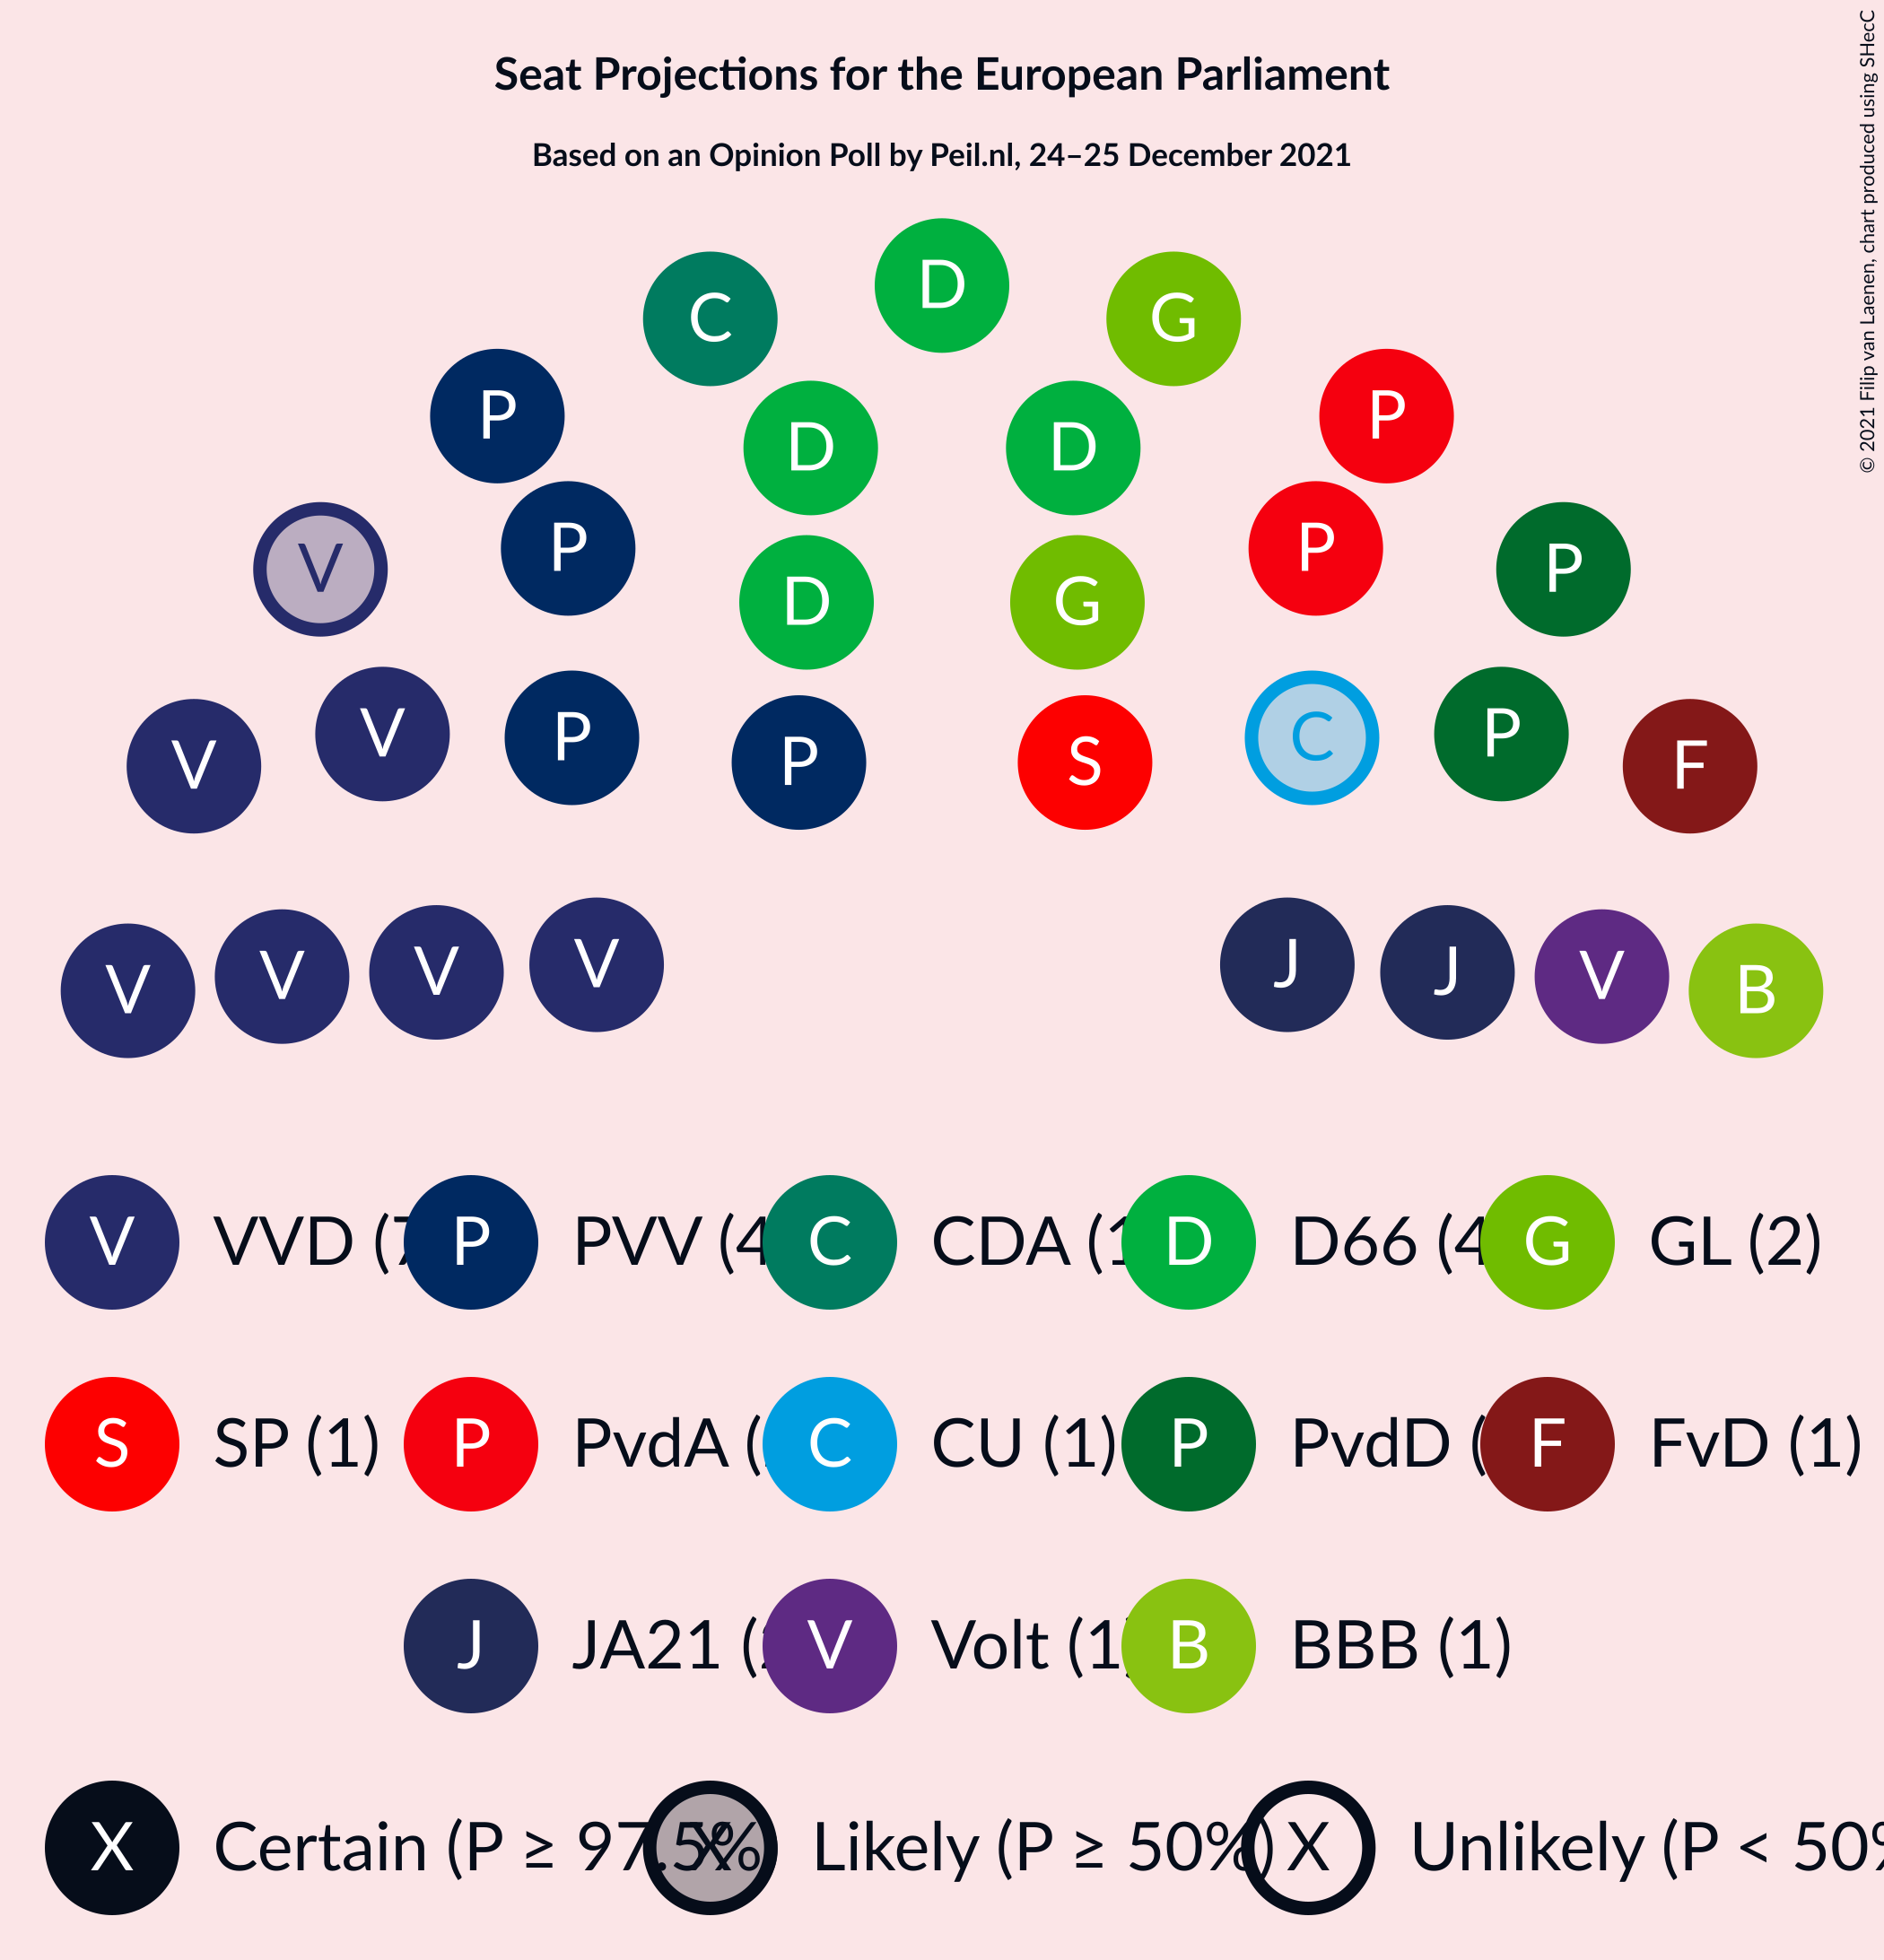 Seat Projections for the European Parliament
Based on an Opinion Poll by Peil.nl, 24–25 December 2021
© 2021 Filip van Laenen, chart produced using SHecC
D
C G
P P
D D
P P
V P
D G
V P P S C P V F
V V V V J J V B
V VVD (7 P PVV (4 C CDA (1 D D66 (4 G GL (2)
S SP (1) P PvdA ( C CU (1) P PvdD ( F FvD (1)
J JA21 ( V Volt (1) B BBB (1)
X Certain (P ≥ 97.5% X Likely (P ≥ 50%) X Unlikely (P < 50%